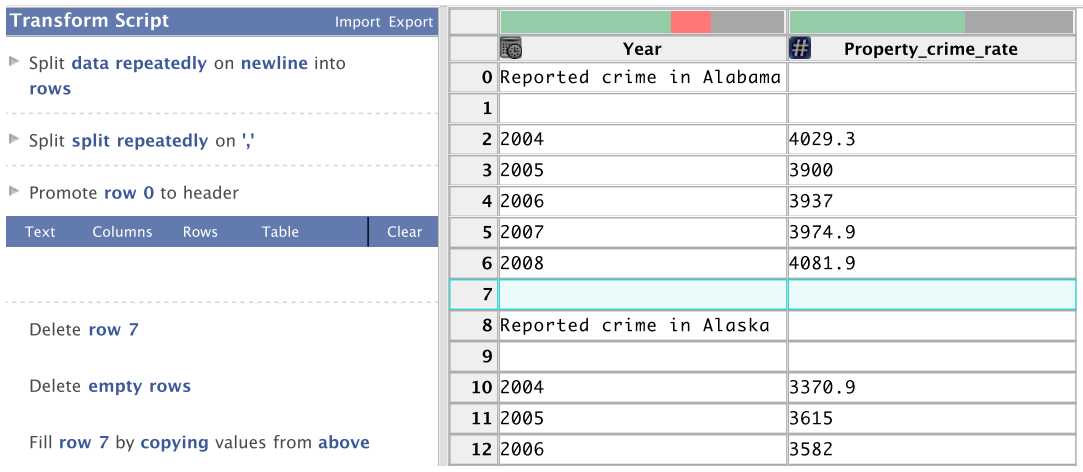 Transform Script Import Export
Split data repeatedly on newline into
rows
Split split repeatedly on ','
Promote row 0 to header
Text Columns Rows Table Clear
Delete row 7
Delete empty rows
Fill row 7 by copying values from above
# Year Property_crime_rate
0 Reported crime in Alabama
1
2 2004 4029.3
3 2005 3900
4 2006 3937
5 2007 3974.9
6 2008 4081.9
7
8 Reported crime in Alaska
9
10 2004 3370.9
11 2005 3615
12 2006 3582